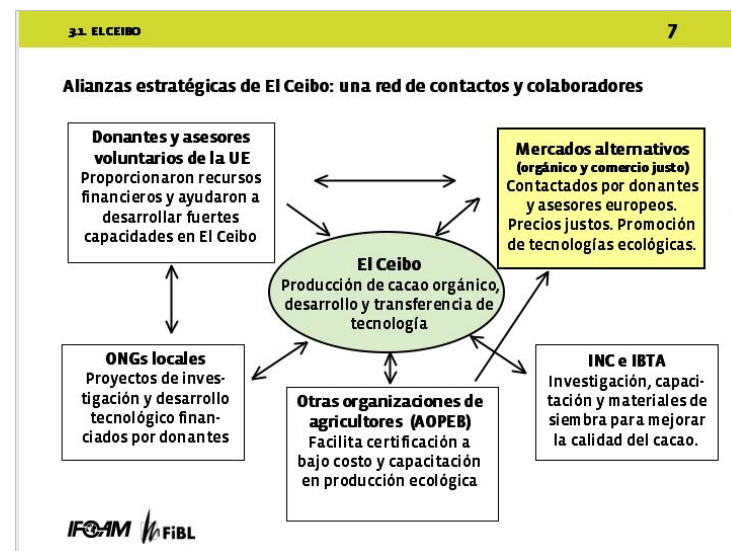 3.1. ELCEIBO
7
Alianzas estratégicas de El Ceibo: una red de contactos y colaboradores
Donantes y asesores
voluntarios de la UE
Proporcionaron recursos
financieros y ayudaron a
desarrollar fuertes
capacidades en El Ceibo
Mercados alternativos
(orgánico y comercio justo)
Contactados por donantes
y asesores europeos.
Precios justos. Promoción
de tecnologías ecológicas.
El Ceibo
Producción de cacao orgánico,
desarrollo y transferencia de
tecnología
ONGs locales
Proyectos de inves-
tigación y desarrollo
tecnológico finan-
ciados por donantes
Otras organizaciones de
agricultores (AOPEB)
Facilita certificación a
bajo costo y capacitación
en producción ecológica
INC e IBTA
Investigación, capaci-
tación y materiales de
siembra para mejorar
la calidad del cacao.
IFOAM FiBL